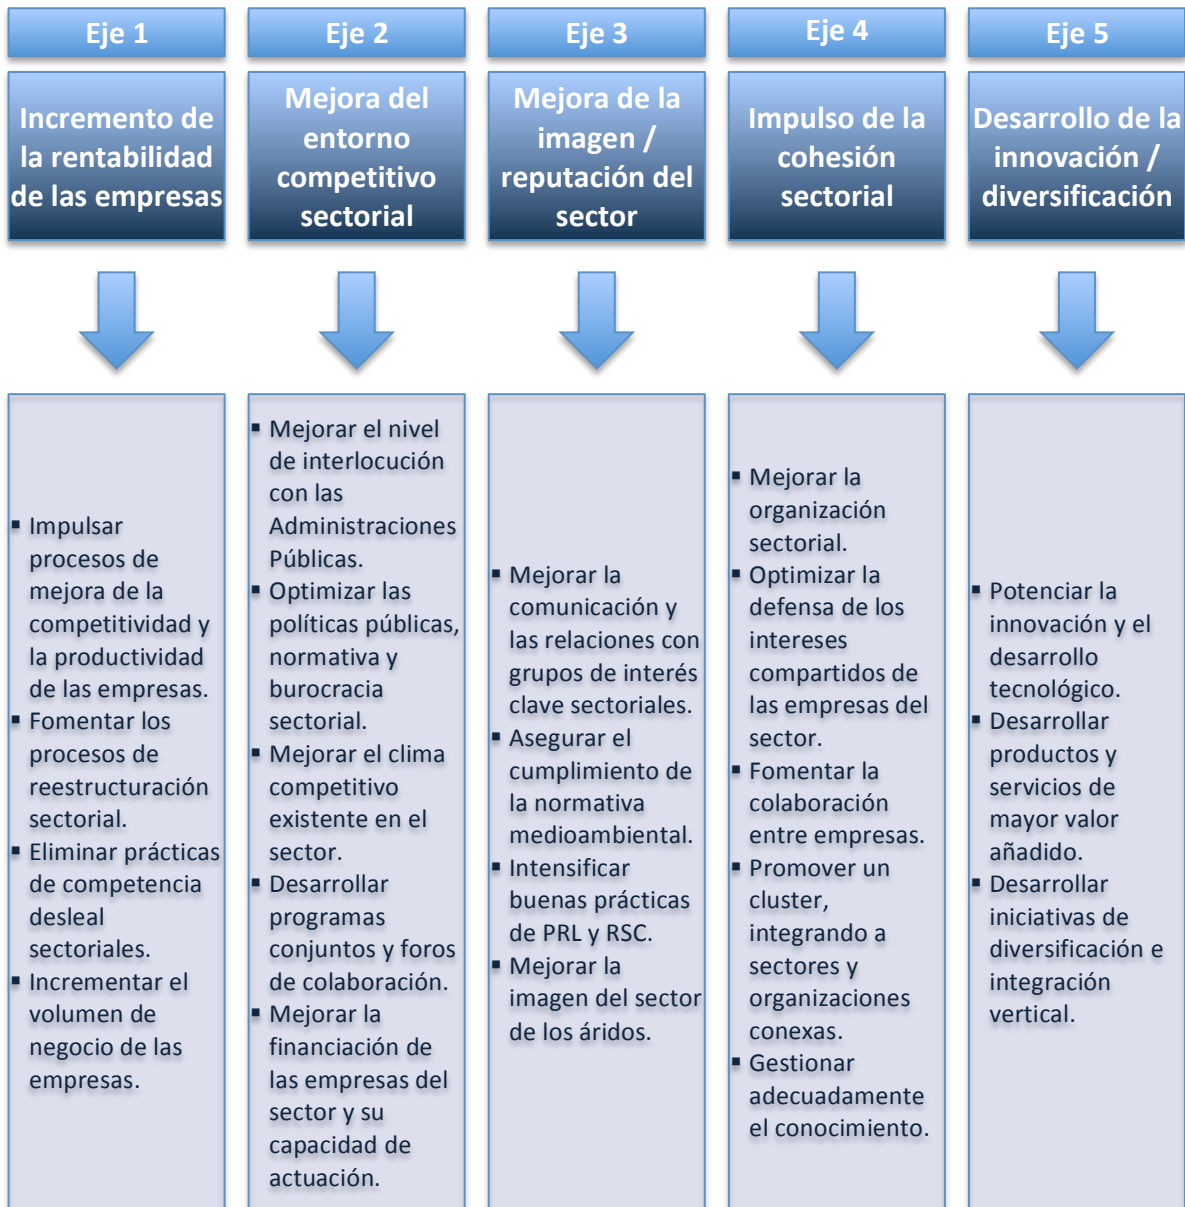 Eje 1
Incremento de
la rentabilidad
de las empresas
Impulsar
procesos de
mejora de la
competitividad y
la productividad
de las empresas.
Fomentar los
procesos de
reestructuración
sectorial.
Eliminar prácticas
de competencia
desleal
sectoriales.
Incrementar el
volumen de
negocio de las
empresas.
Eje 2
Mejora del
entorno
competitivo
sectorial
Mejorar el nivel
de interlocución
con las
Administraciones
Públicas.
Optimizar las
políticas públicas,
normativa y
burocracia
sectorial.
Mejorar el clima
competitivo
existente en el
sector.
Desarrollar
programas
conjuntos y foros
de colaboración.
Mejorar la
financiación de
las empresas del
sector y su
capacidad de
actuación.
Eje 3
Mejora de la
imagen /
reputación del
sector
Mejorar la
comunicación y
las relaciones con
grupos de interés
clave sectoriales.
Asegurar el
cumplimiento de
la normativa
medioambiental.
Intensificar
buenas prácticas
de PRL y RSC.
Mejorar la
imagen del sector
de los áridos.
Eje 4
Impulso de la
cohesión
sectorial
Mejorar la
organización
sectorial.
Optimizar la
defensa de los
intereses
compartidos de
las empresas del
sector.
Fomentar la
colaboración
entre empresas.
Promover un
cluster,
integrando a
sectores y
organizaciones
conexas.
Gestionar
adecuadamente
el conocimiento.
Eje 5
Desarrollo de la
innovación /
diversificación
Potenciar la
innovación y el
desarrollo
tecnológico.
Desarrollar
productos y
servicios de
mayor valor
añadido.
Desarrollar
iniciativas de
diversificación e
integración
vertical.